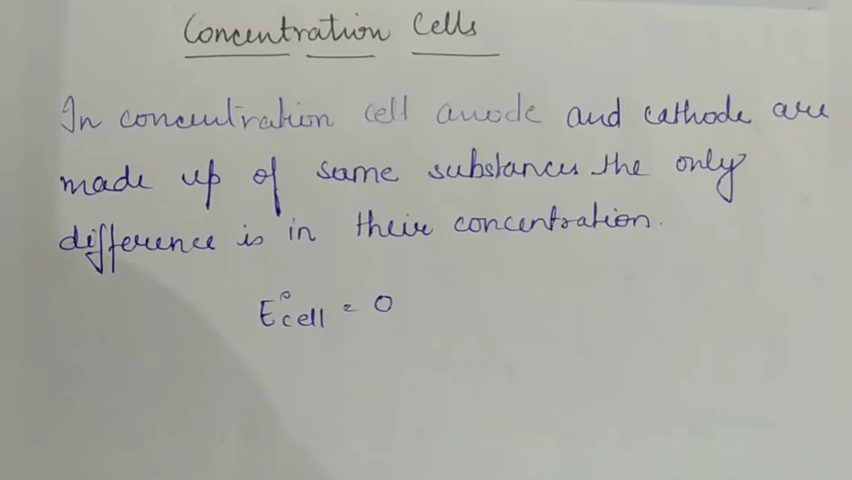 Concentration Cells
In concentration cell anode and cathode are
made up of same substances the only
difference is in their concentration.
E°cell = 0